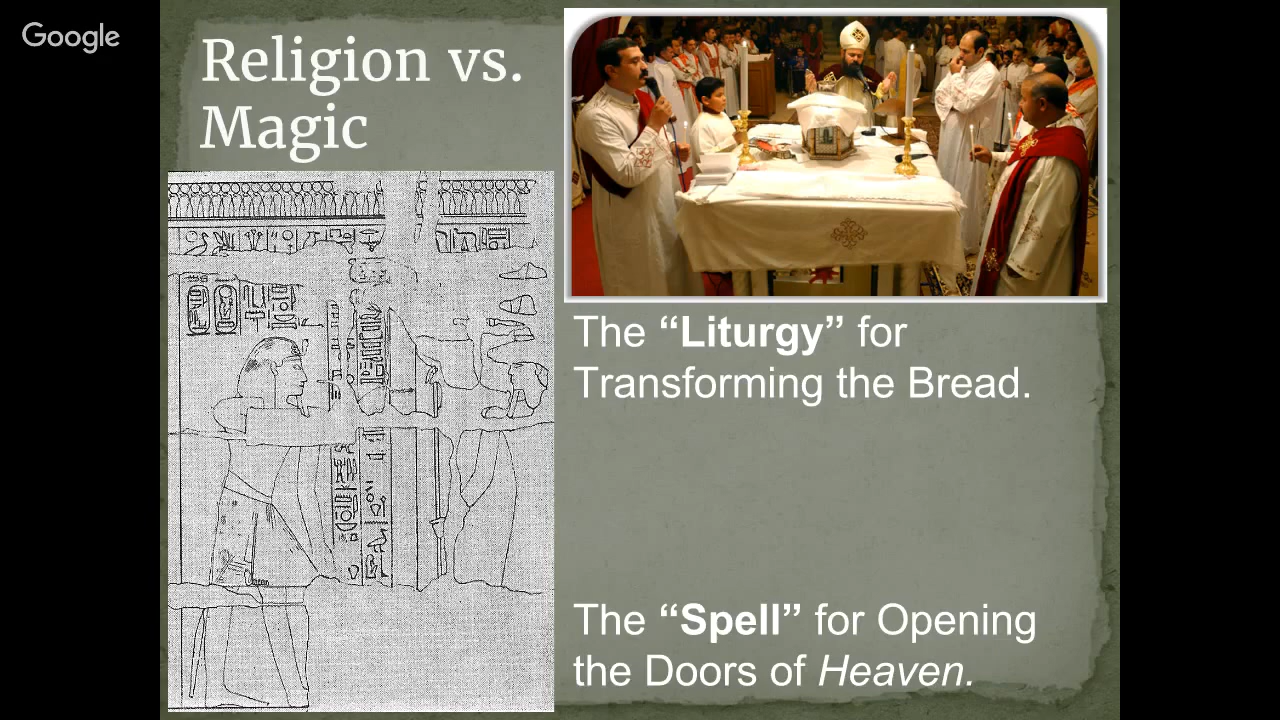 Google
Religion vs.
Magic
The “Liturgy” for
Transforming the Bread.
The “Spell” for Opening
the Doors of Heaven.